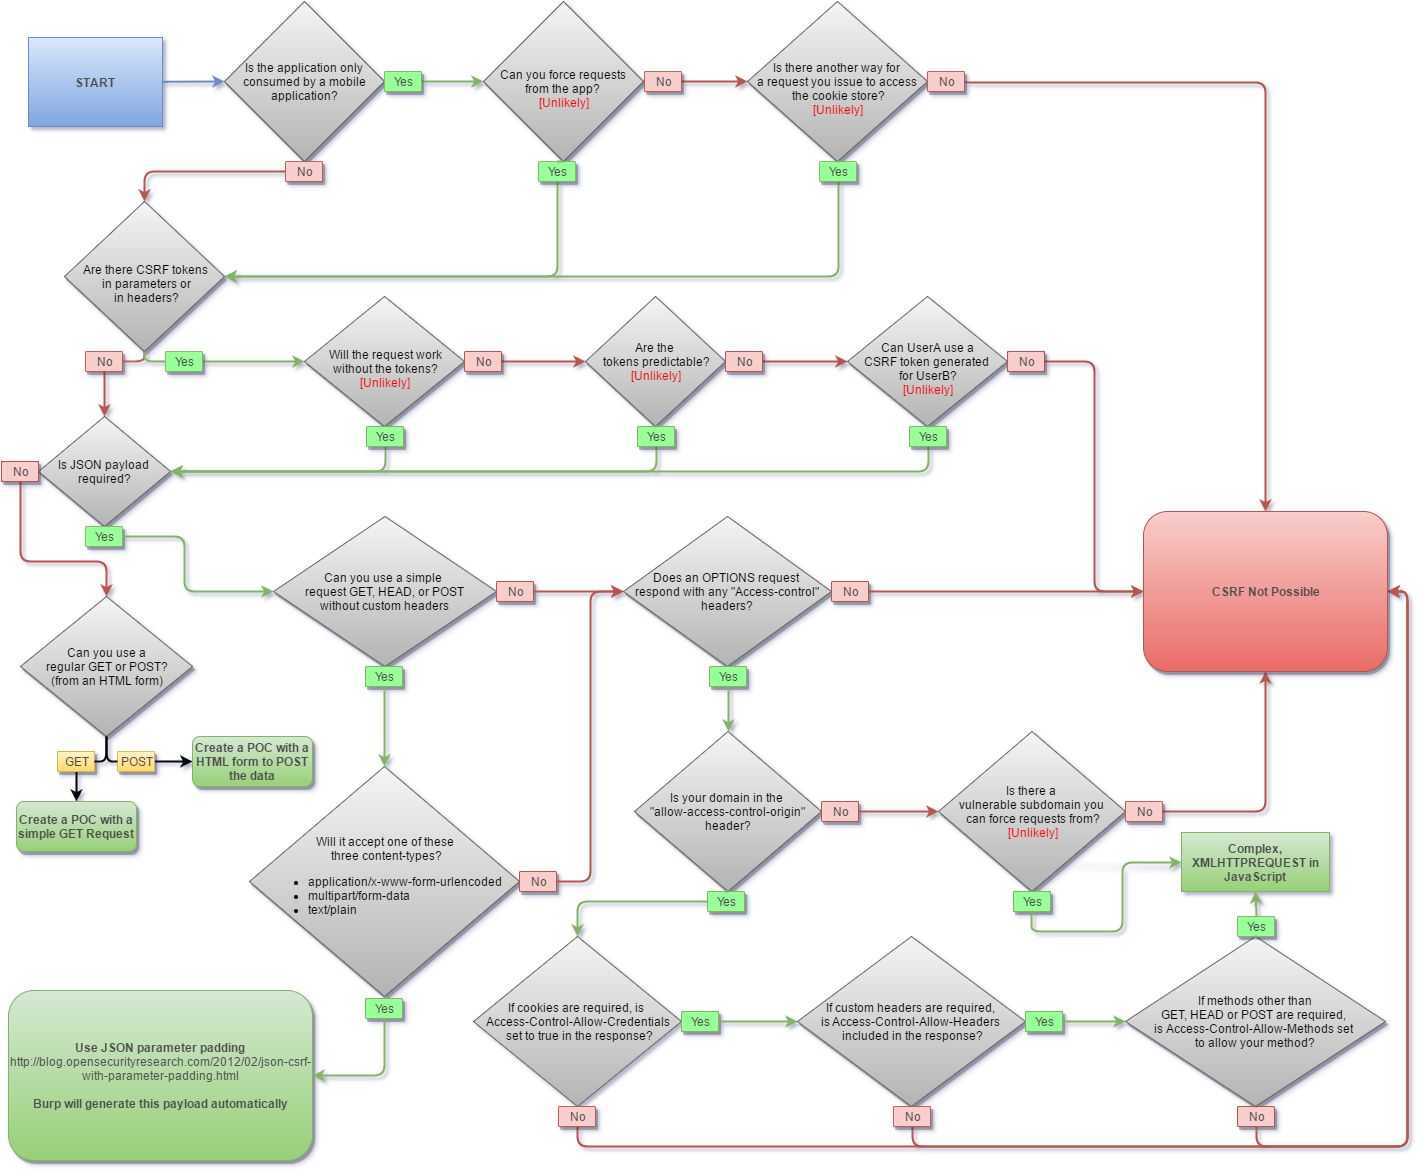 START
Is the application only
consumed by a mobile
application?
Yes
Can you force requests
from the app?
[Unlikely]
No
Is there another way for
a request you issue to access
the cookie store?
[Unlikely]
No
No
Yes
Yes
Are there CSRF tokens
in parameters or
in headers?
No
Yes
Will the request work
without the tokens?
[Unlikely]
No
Are the
tokens predictable?
[Unlikely]
No
Can UserA use a
CSRF token generated
for UserB?
[Unlikely]
No
Yes
Yes
Yes
Is JSON payload
required?
No
Yes
Can you use a simple
request GET, HEAD, or POST
without custom headers
No
Does an OPTIONS request
respond with any "Access-control"
headers?
No
CSRF Not Possible
Can you use a
regular GET or POST?
(from an HTML form)
Yes
Yes
GET
POST
Create a POC with a
HTML form to POST
the data
Create a POC with a
simple GET Request
Is your domain in the
"allow-access-control-origin"
header?
No
Is there a
vulnerable subdomain you
can force requests from?
[Unlikely]
No
Complex,
XMLHTTPREQUEST in
JavaScript
Will it accept one of these
three content-types?
• application/x-www-form-urlencoded
• multipart/form-data
• text/plain
No
Yes
Yes
Yes
If cookies are required, is
Access-Control-Allow-Credentials
set to true in the response?
Yes
If custom headers are required,
is Access-Control-Allow-Headers
included in the response?
Yes
If methods other than
GET, HEAD or POST are required,
is Access-Control-Allow-Methods set
to allow your method?
Yes
Use JSON parameter padding
http://blog.opensecurityresearch.com/2012/02/json-csrf-
with-parameter-padding.html
Burp will generate this payload automatically
No
No
No